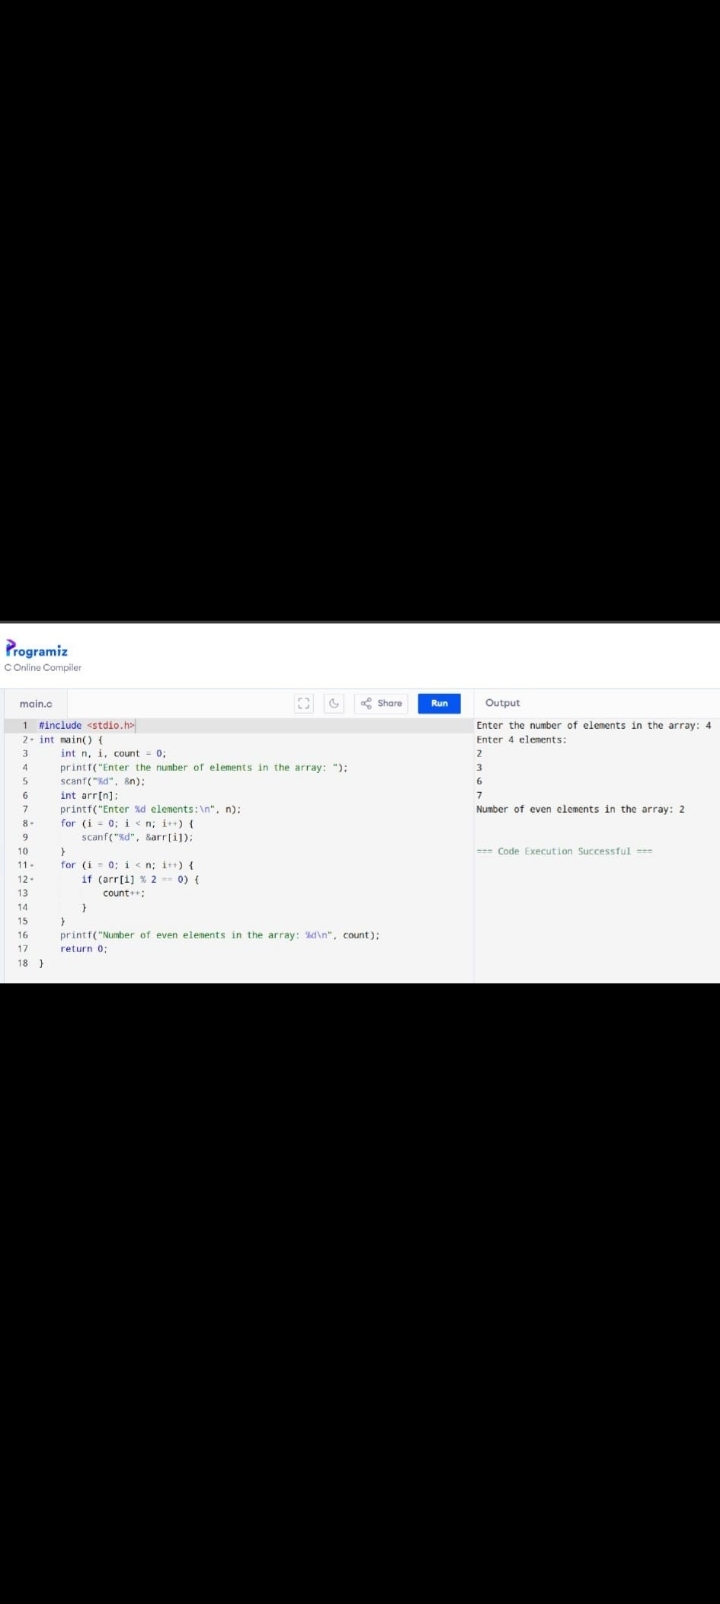 Programiz
C Online Compiler
main.c
Share
Run
Output
1 #include <stdio.h>
2 int main() {
3 int n, i, count = 0;
4 printf("Enter the number of elements in the array: ");
5 scanf("%d", &n);
6 int arr[n];
7 printf("Enter %d elements:\n", n);
8 for (i = 0; i < n; i++) {
9 scanf("%d", &arr[i]);
10 }
11 for (i = 0; i < n; i++) {
12 if (arr[i] % 2 == 0) {
13 count++;
14 }
15 }
16 printf("Number of even elements in the array: %d\n", count);
17 return 0;
18 }
Enter the number of elements in the array: 4
Enter 4 elements:
2
3
6
7
Number of even elements in the array: 2
=== Code Execution Successful ===